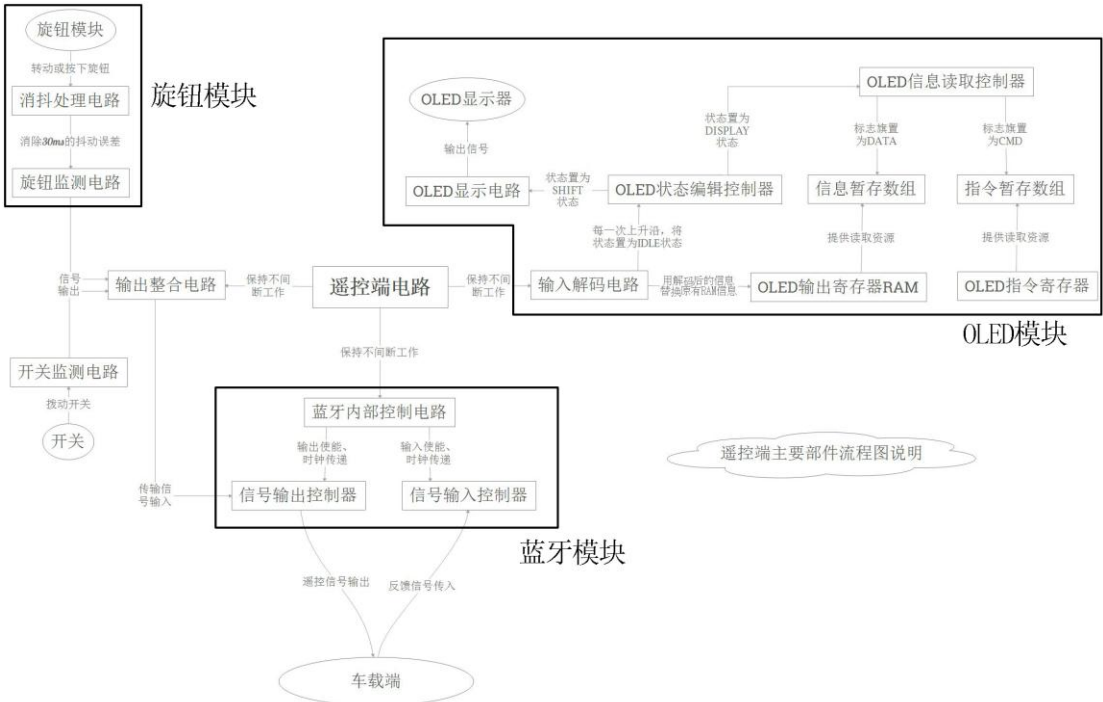 旋钮模块
转动或按下旋钮
消抖处理电路
消除30ms的抖动误差
旋钮监测电路
旋钮模块
OLED显示器
输出信号
OLED显示电路
状态置为
SHIFT
状态
OLED状态编辑控制器
状态置为
DISPLAY
状态
OLED信息读取控制器
标志旗置
为DATA
标志旗置
为CMD
信息暂存数组
指令暂存数组
每一次上升沿，将
状态置为IDLE状态
提供读取资源
提供读取资源
输入解码电路
用解码后的信息
替换原有RAM信息
OLED输出寄存器RAM
OLED指令寄存器
OLED模块
信号
输出
输出整合电路
保持不间
断工作
遥控端电路
保持不间
断工作
保持不间断工作
开关监测电路
拨动开关
开关
传输信
号输入
蓝牙内部控制电路
输出使能、
时钟传递
输入使能、
时钟传递
信号输出控制器
信号输入控制器
蓝牙模块
遥控信号输出
反馈信号传入
车载端
遥控端主要部件流程图说明